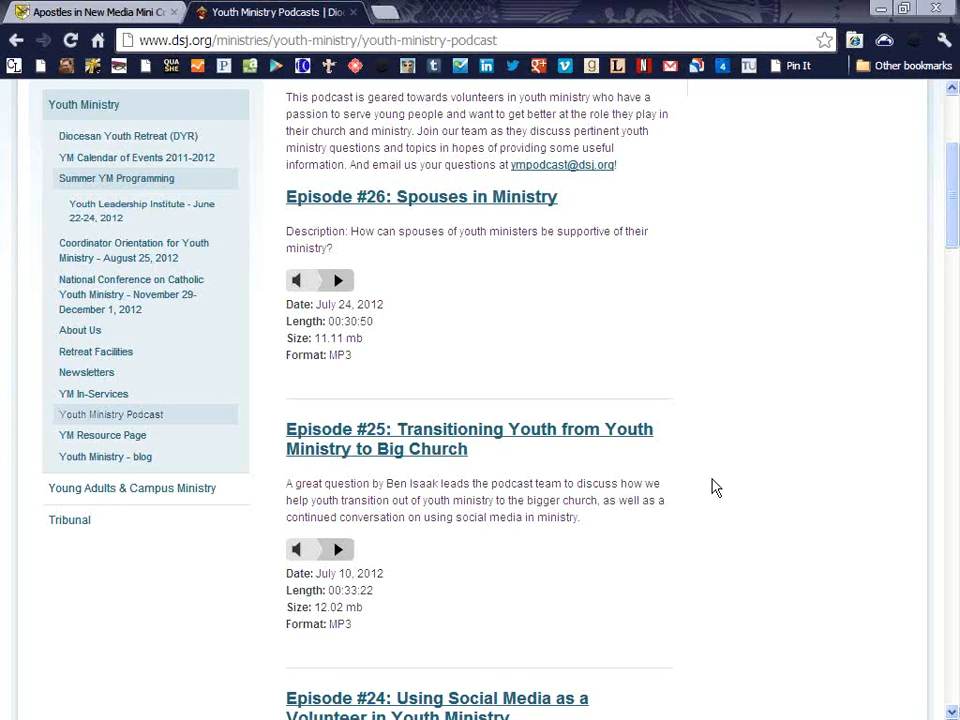 Apostles in New Media Mini Co
Youth Ministry Podcasts | Dioc
www.dsj.org/ministries/youth-ministry/youth-ministry-podcast
Pin It
Other bookmarks
Youth Ministry
Diocesan Youth Retreat (DYR)
YM Calendar of Events 2011-2012
Summer YM Programming
Youth Leadership Institute - June
22-24, 2012
Coordinator Orientation for Youth
Ministry - August 25, 2012
National Conference on Catholic
Youth Ministry - November 29-
December 1, 2012
About Us
Retreat Facilities
Newsletters
YM In-Services
Youth Ministry Podcast
YM Resource Page
Youth Ministry - blog
Young Adults & Campus Ministry
Tribunal
This podcast is geared towards volunteers in youth ministry who have a
passion to serve young people and want to get better at the role they play in
their church and ministry. Join our team as they discuss pertinent youth
ministry questions and topics in hopes of providing some useful
information. And email us your questions at ympodcast@dsj.org!
Episode #26: Spouses in Ministry
Description: How can spouses of youth ministers be supportive of their
ministry?
Date: July 24, 2012
Length: 00:30:50
Size: 11.11 mb
Format: MP3
Episode #25: Transitioning Youth from Youth
Ministry to Big Church
A great question by Ben Isaak leads the podcast team to discuss how we
help youth transition out of youth ministry to the bigger church, as well as a
continued conversation on using social media in ministry.
Date: July 10, 2012
Length: 00:33:22
Size: 12.02 mb
Format: MP3
Episode #24: Using Social Media as a
Volunteer in Youth Ministry